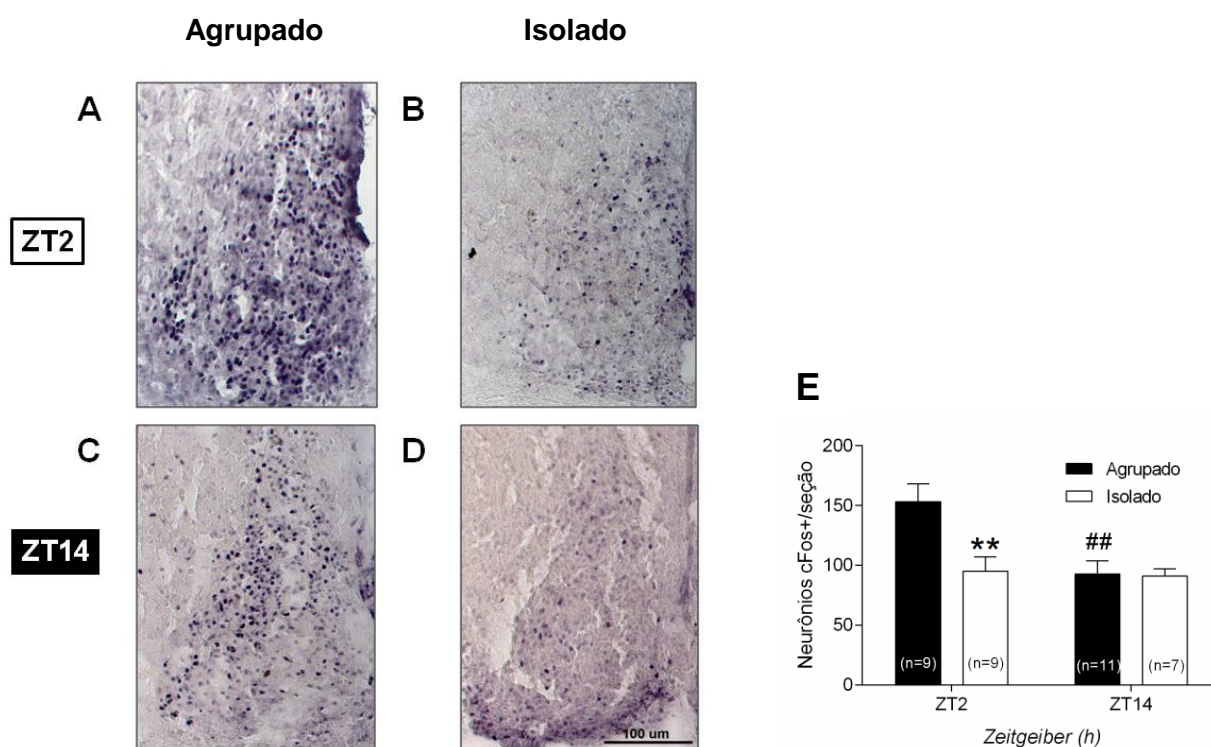 Agrupado
Isolado
A
B
ZT2
C
D
ZT14
100 um
E
Neurônios cFos+/seção
200
150
100
50
0
Agrupado
Isolado
**
##
(n=9)
(n=9)
(n=11)
(n=7)
ZT2
ZT14
Zeitgeiber (h)